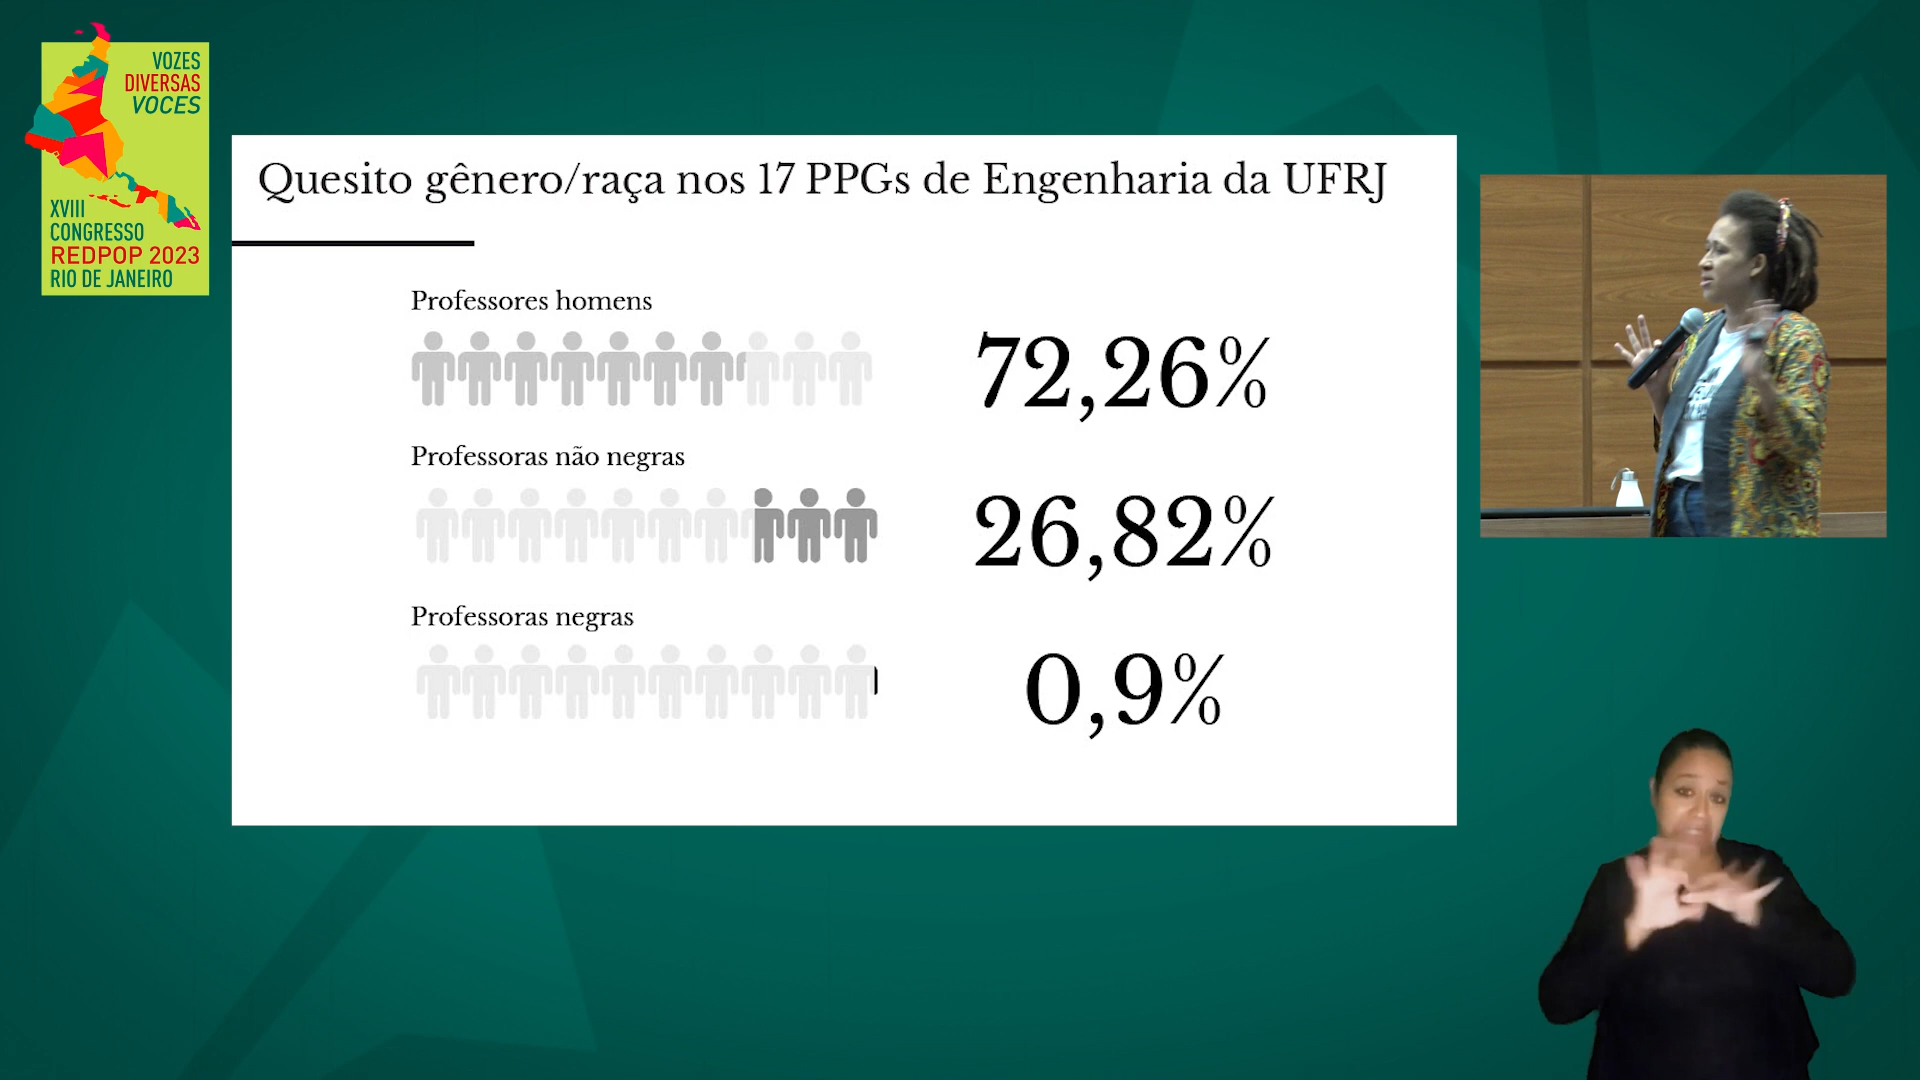 VOZES
DIVERSAS
VOCES
XVIII
CONGRESSO
REDPOP 2023
RIO DE JANEIRO
Quesito gênero/raça nos 17 PPGs de Engenharia da UFRJ
Professores homens
72,26%
Professoras não negras
26,82%
Professoras negras
0,9%